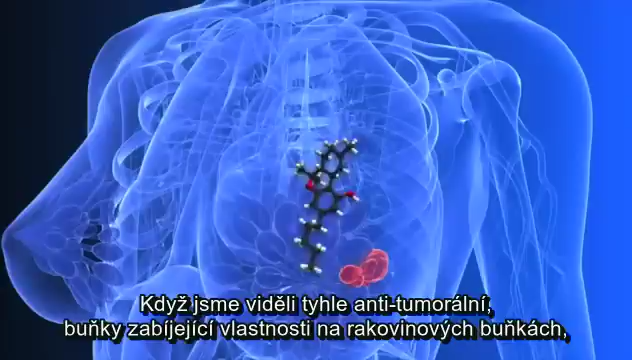 Když jsme viděli tyhle anti-tumorální,
buňky zabíjející vlastnosti na rakovinových buňkách,